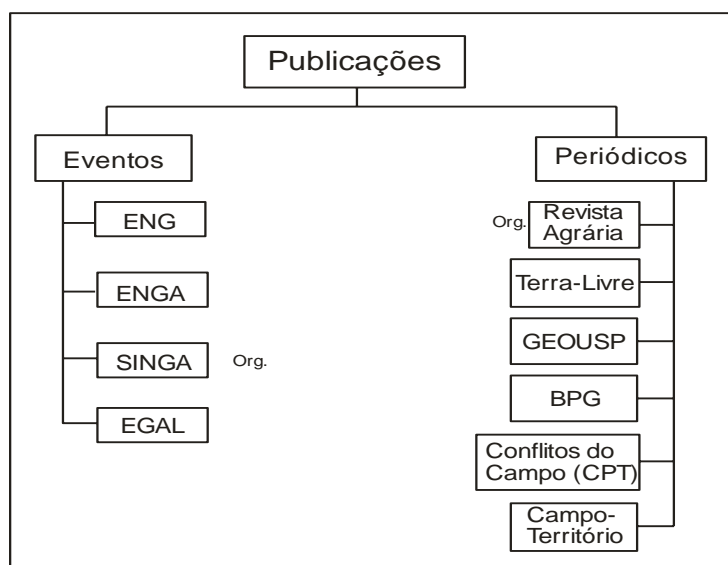 Publicações
Eventos
ENG
ENGA
SINGA
Org.
EGAL
Periódicos
Org.
Revista
Agrária
Terra-Livre
GEOUSP
BPG
Conflitos do
Campo (CPT)
Campo-
Território